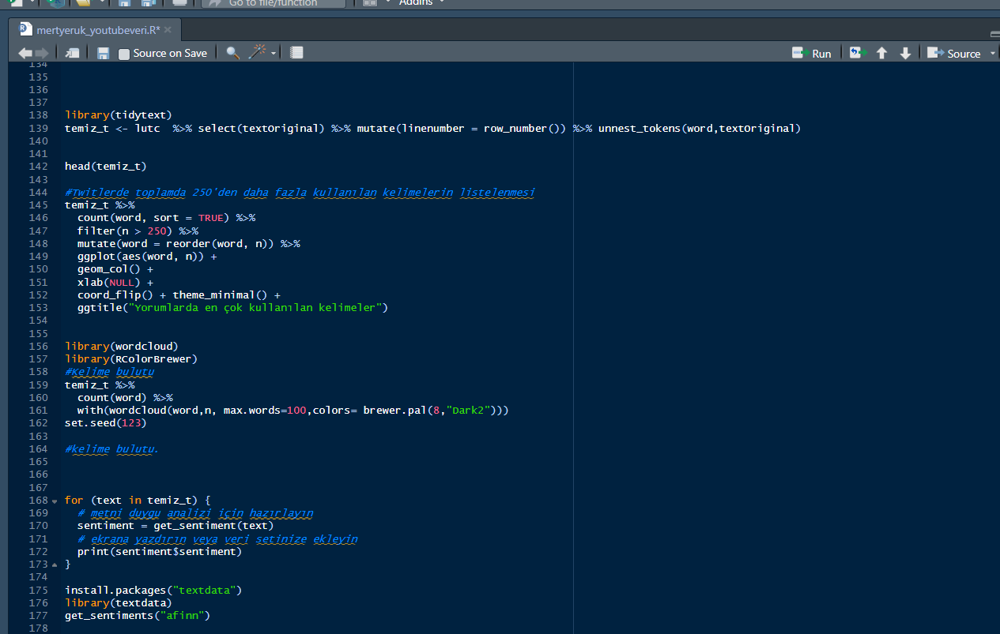 Go to file/function
Addins
mertyeruk_youtubeveri.R*
Source on Save
Run
Source
134
135
136
137
138 library(tidytext)
139 temiz_t <- lutc  %>% select(textOriginal) %>% mutate(linenumber = row_number()) %>% unnest_tokens(word,textOriginal)
140
141
142 head(temiz_t)
143
144 #Twitlerde toplamda 250'den daha fazla kullanılan kelimelerin listelenmesi
145 temiz_t %>%
146   count(word, sort = TRUE) %>%
147   filter(n > 250) %>%
148   mutate(word = reorder(word, n)) %>%
149   ggplot(aes(word, n)) +
150   geom_col() +
151   xlab(NULL) +
152   coord_flip() + theme_minimal() +
153   ggtitle("Yorumlarda en çok kullanılan kelimeler")
154
155
156 library(wordcloud)
157 library(RColorBrewer)
158 #Kelime bulutu
159 temiz_t %>%
160   count(word) %>%
161   with(wordcloud(word,n, max.words=100,colors= brewer.pal(8,"Dark2")))
162 set.seed(123)
163
164 #kelime bulutu.
165
166
167
168 for (text in temiz_t) {
169   # metni duygu analizi için hazırlayın
170   sentiment = get_sentiment(text)
171   # ekrana yazdırın veya veri setinize ekleyin
172   print(sentiment$sentiment)
173 }
174
175 install.packages("textdata")
176 library(textdata)
177 get_sentiments("afinn")
178